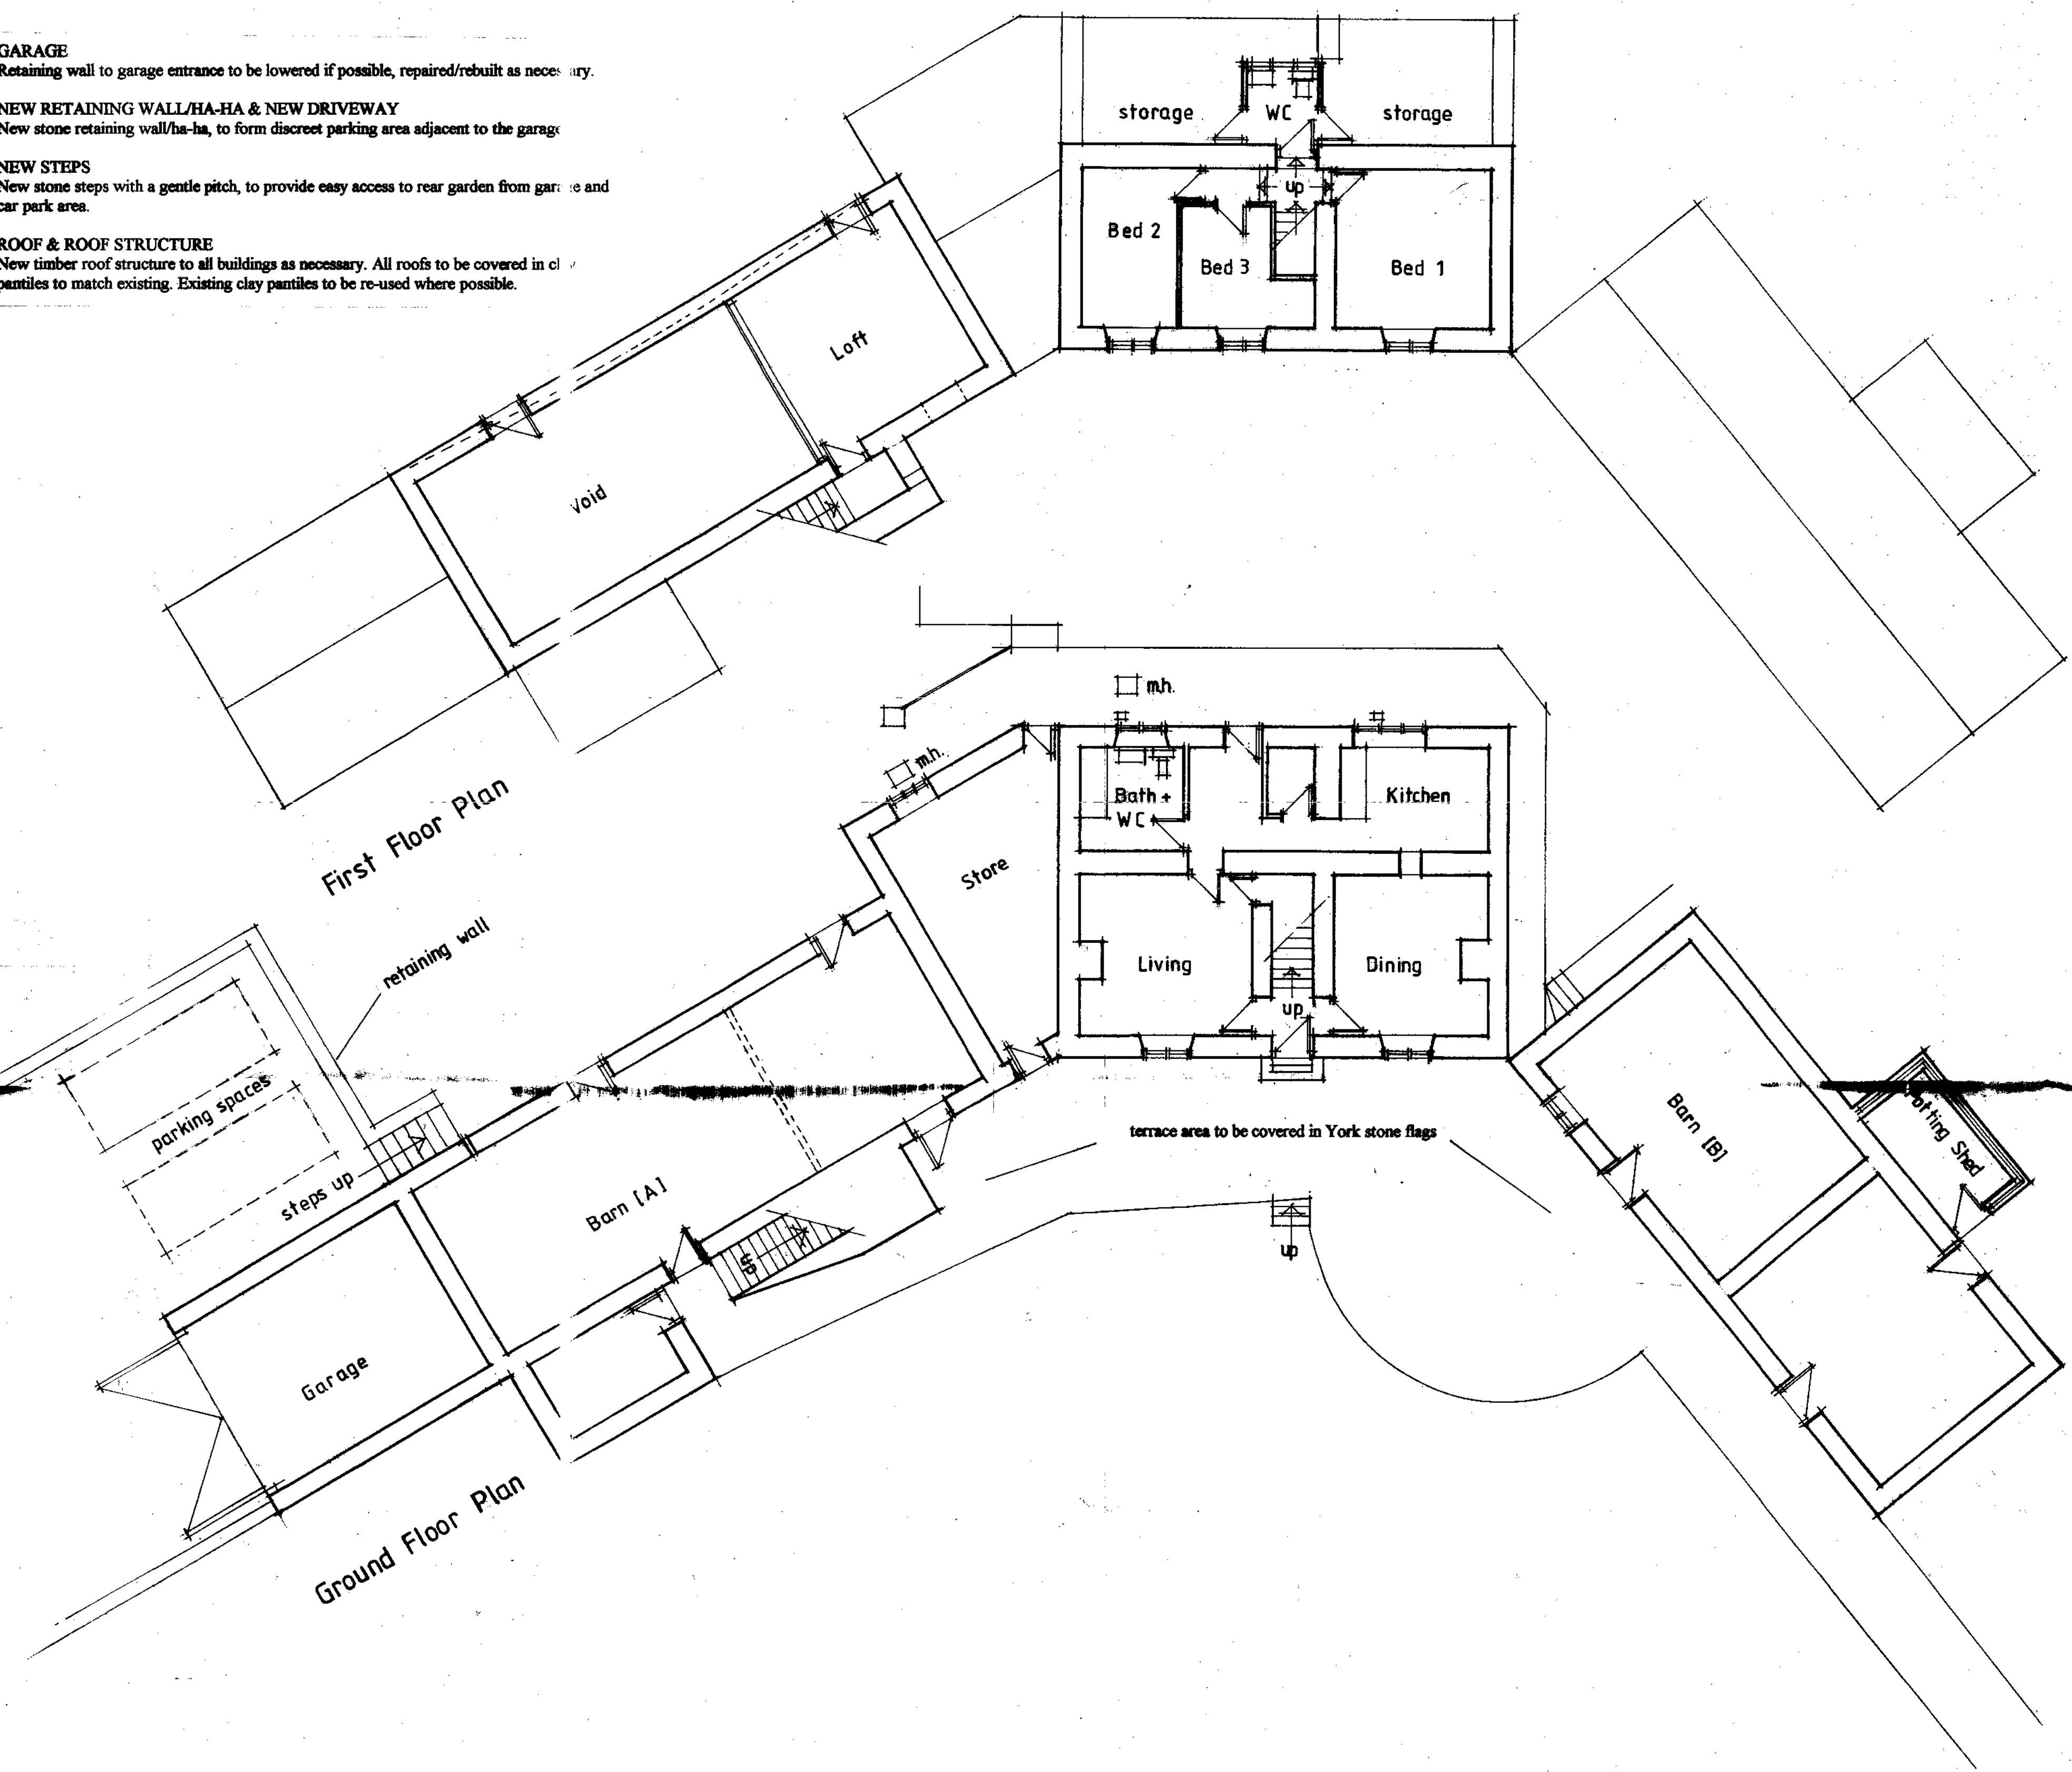 GARAGE
Retaining wall to garage entrance to be lowered if possible, repaired/rebuilt as neces ary.
NEW RETAINING WALL/HA-HA & NEW DRIVEWAY
New stone retaining wall/ha-ha, to form discreet parking area adjacent to the garage
NEW STEPS
New stone steps with a gentle pitch, to provide easy access to rear garden from gara e and
car park area.
ROOF & ROOF STRUCTURE
New timber roof structure to all buildings as necessary. All roofs to be covered in cl
pantiles to match existing. Existing clay pantiles to be re-used where possible.
storage
WC
storage
up
Bed 2
Bed 3
Bed 1
Loft
Void
First Floor Plan
m.h.
m.h.
Bath +
WC
Kitchen
Store
Living
Dining
up
retaining wall
parking spaces
steps up
Barn [A]
up
terrace area to be covered in York stone flags
up
Barn [B]
Potting Shed
Garage
Ground Floor Plan